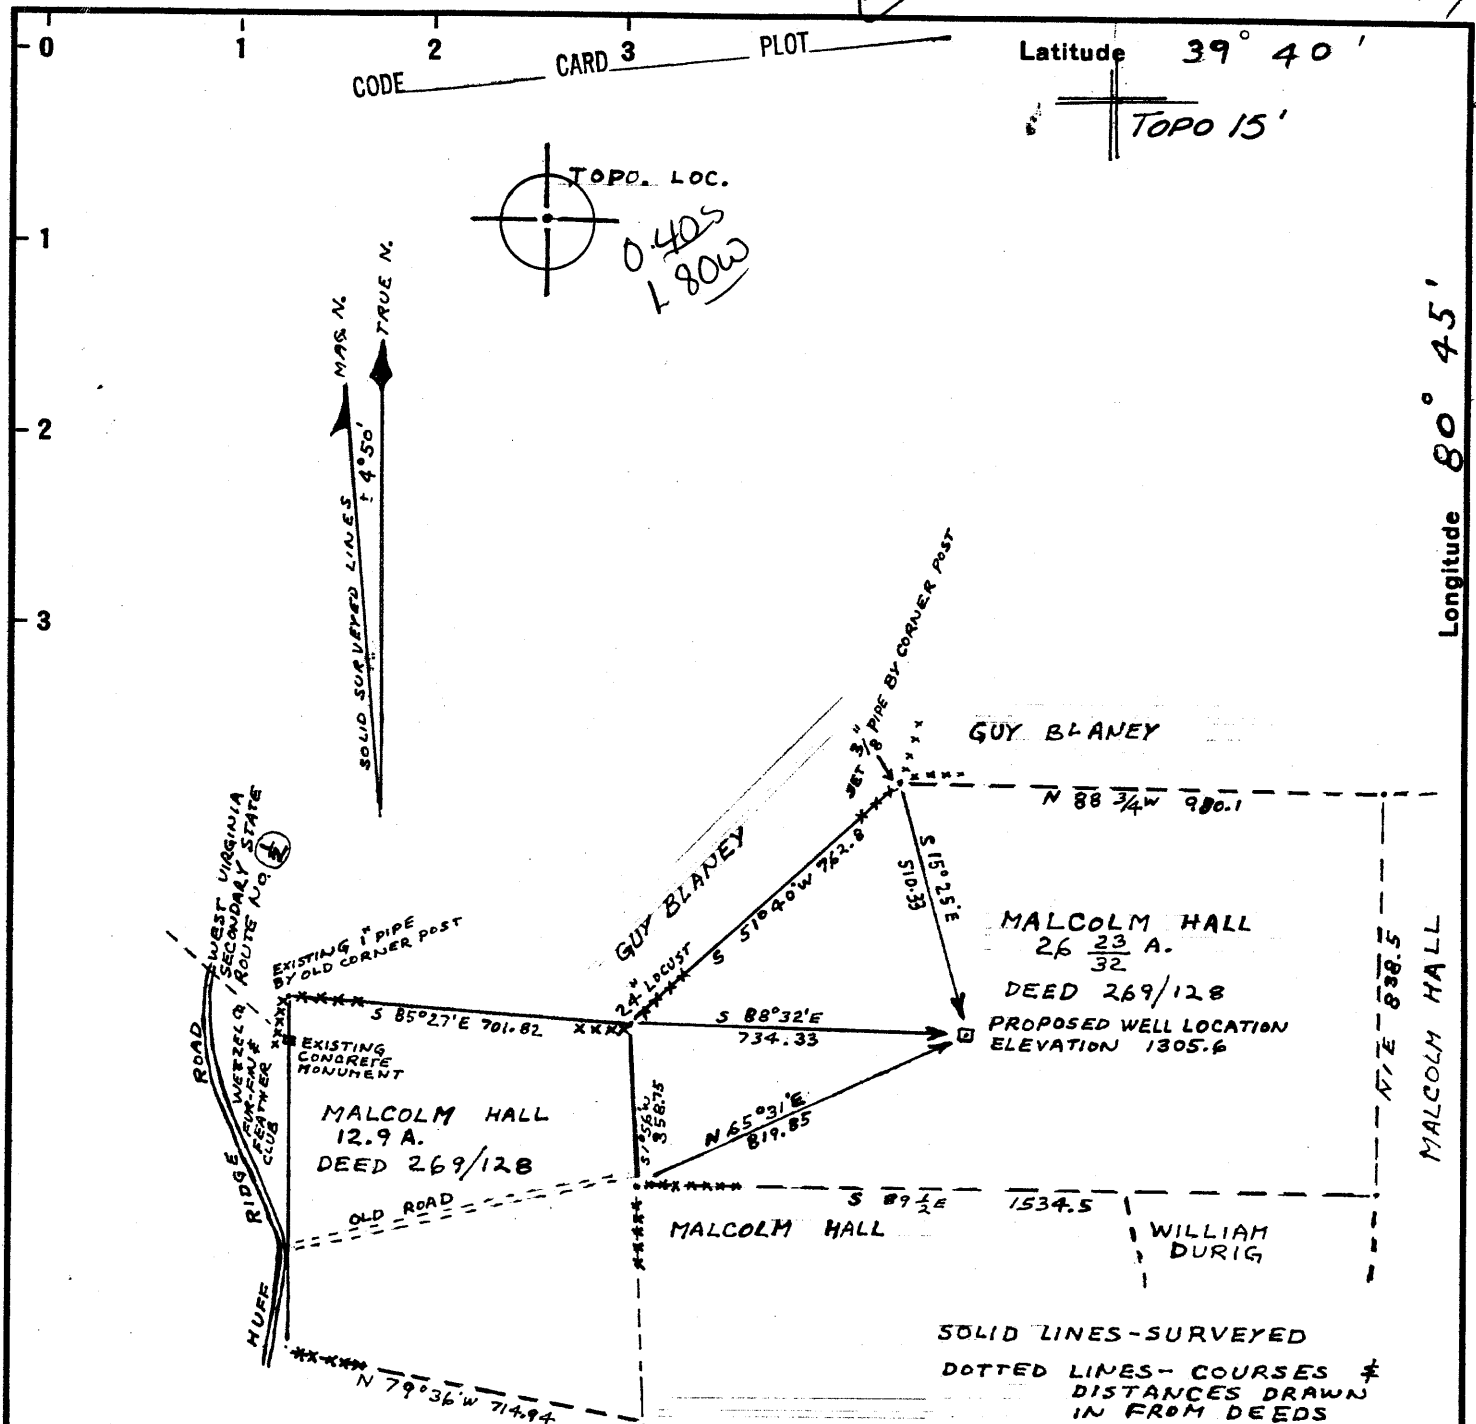 0 1 2 3
CODE CARD PLOT
Latitude 39° 40'
TOPO 15'
TOPO. LOC.
0.40S
1.80W
1
2
3
MAG. N.
TRUE N.
SOLID SURVEYED LINES
± 4°50'
Longitude 80° 45'
SET 3/8" PIPE BY CORNER POST
GUY BLANEY
N 88 3/4 W 980.1
GUY BLANEY
S 51°40'W 762.8
S 15°25'E
510.33
MALCOLM HALL
26 23/32 A.
DEED 269/128
PROPOSED WELL LOCATION
ELEVATION 1305.6
N 1 E 838.5
MALCOLM HALL
WEST VIRGINIA
SECONDARY STATE
ROUTE NO.
EXISTING 1" PIPE
BY OLD CORNER POST
24" LOCUST
S 85°27'E 701.82
S 88°32'E
734.33
EXISTING
CONCRETE
MONUMENT
WETZEL CO.
FUR-FIN &
FEATHER
CLUB
MALCOLM HALL
12.9 A.
DEED 269/128
S 1°56'W
358.75
N 65°31'E
819.85
HUFF RIDGE ROAD
OLD ROAD
S 89 1/2 E 1534.5
MALCOLM HALL
WILLIAM
DURIG
N 79°36'W 714.94
SOLID LINES-SURVEYED
DOTTED LINES- COURSES &
DISTANCES DRAWN
IN FROM DEEDS